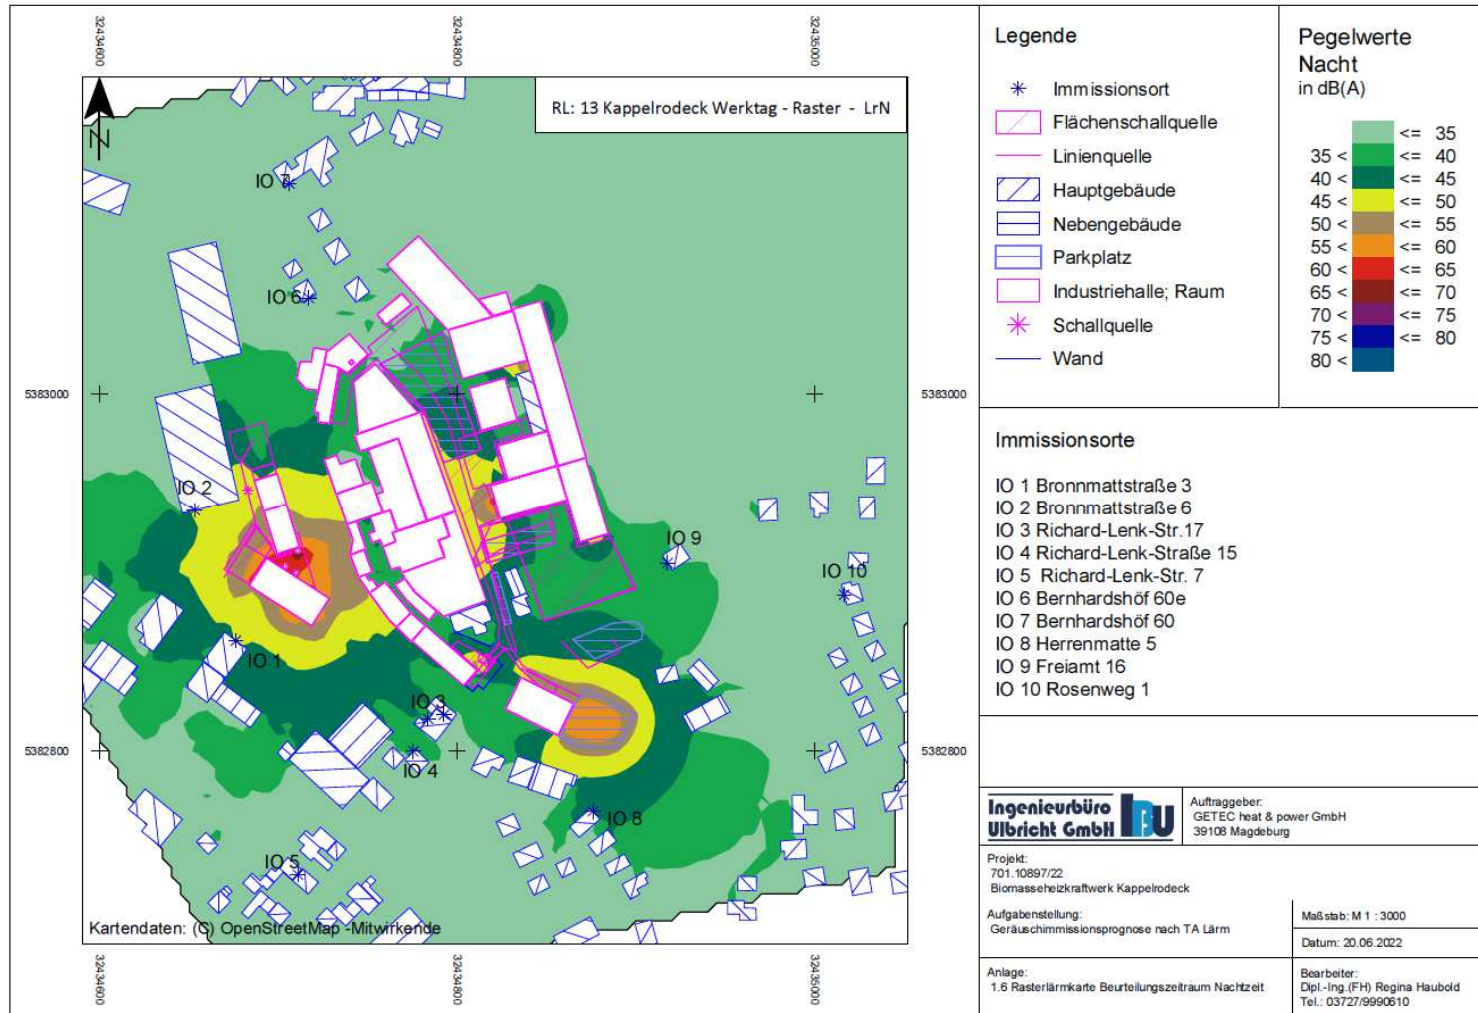 32434600
32434800
32435000
RL: 13 Kappelrodeck Werktag - Raster - LrN
N
IO 7
IO 6
5383000
5383000
IO 2
IO 9
IO 10
IO 1
IO 3
5382800
5382800
IO 4
IO 8
IO 5
Kartendaten: (C) OpenStreetMap -Mitwirkende
32434600
32434800
32435000
Legende
Immissionsort
Flächenschallquelle
Linienquelle
Hauptgebäude
Nebengebäude
Parkplatz
Industriehalle; Raum
Schallquelle
Wand
Pegelwerte
Nacht
in dB(A)
<= 35
35 < <= 40
40 < <= 45
45 < <= 50
50 < <= 55
55 < <= 60
60 < <= 65
65 < <= 70
70 < <= 75
75 < <= 80
80 <
Immissionsorte
IO 1 Bronnmattstraße 3
IO 2 Bronnmattstraße 6
IO 3 Richard-Lenk-Str.17
IO 4 Richard-Lenk-Straße 15
IO 5 Richard-Lenk-Str. 7
IO 6 Bernhardshöf 60e
IO 7 Bernhardshöf 60
IO 8 Herrenmatte 5
IO 9 Freiamt 16
IO 10 Rosenweg 1
Ingenieurbüro
Ulbricht GmbH IBU
Auftraggeber:
GETEC heat & power GmbH
39108 Magdeburg
Projekt:
701.10897/22
Biomasseheizkraftwerk Kappelrodeck
Aufgabenstellung:
Geräuschimmissionsprognose nach TA Lärm
Maßstab: M 1 : 3000
Datum: 20.06.2022
Anlage:
1.6 Rasterlärmkarte Beurteilungszeitraum Nachtzeit
Bearbeiter:
Dipl.-Ing.(FH) Regina Haubold
Tel.: 03727/9990610